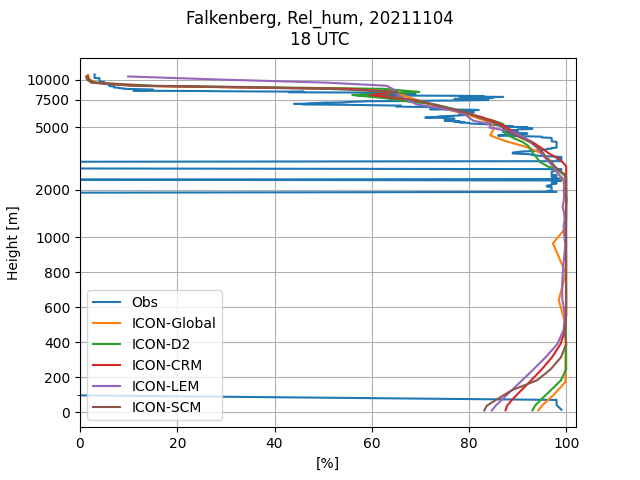 Falkenberg, Rel_hum, 20211104
18 UTC
10000
7500
5000
2000
1000
800
600
400
200
0
Height [m]
Obs
ICON-Global
ICON-D2
ICON-CRM
ICON-LEM
ICON-SCM
0
20
40
60
80
100
[%]